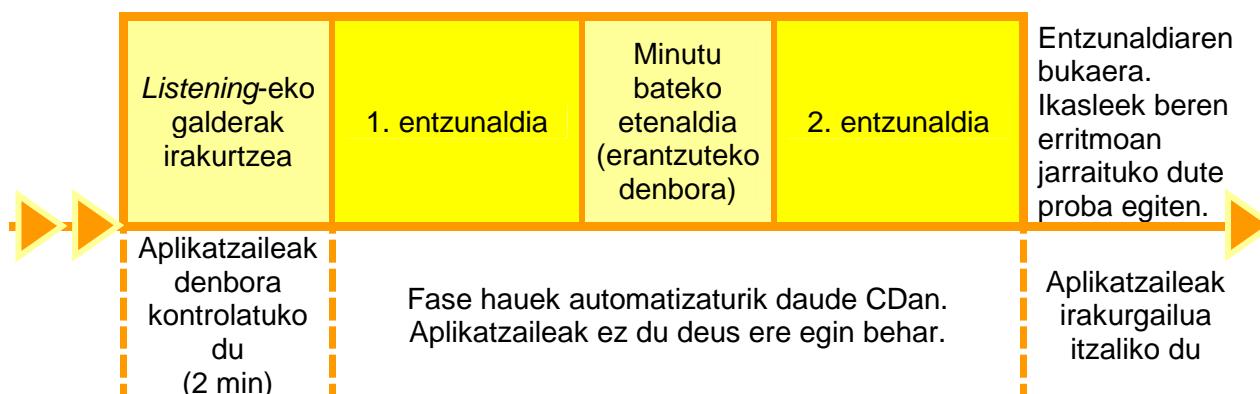 Listening-eko
galderak
irakurtzea
1. entzunaldia
Minutu
bateko
etenaldia
(erantzuteko
denbora)
2. entzunaldia
Entzunaldiaren
bukaera.
Ikasleek beren
erritmoan
jarraituko dute
proba egiten.
Aplikatzaileak
denbora
kontrolatuko
du
(2 min)
Fase hauek automatizaturik daude CDan.
Aplikatzaileak ez du deus ere egin behar.
Aplikatzaileak
irakurgailua
itzaliko du